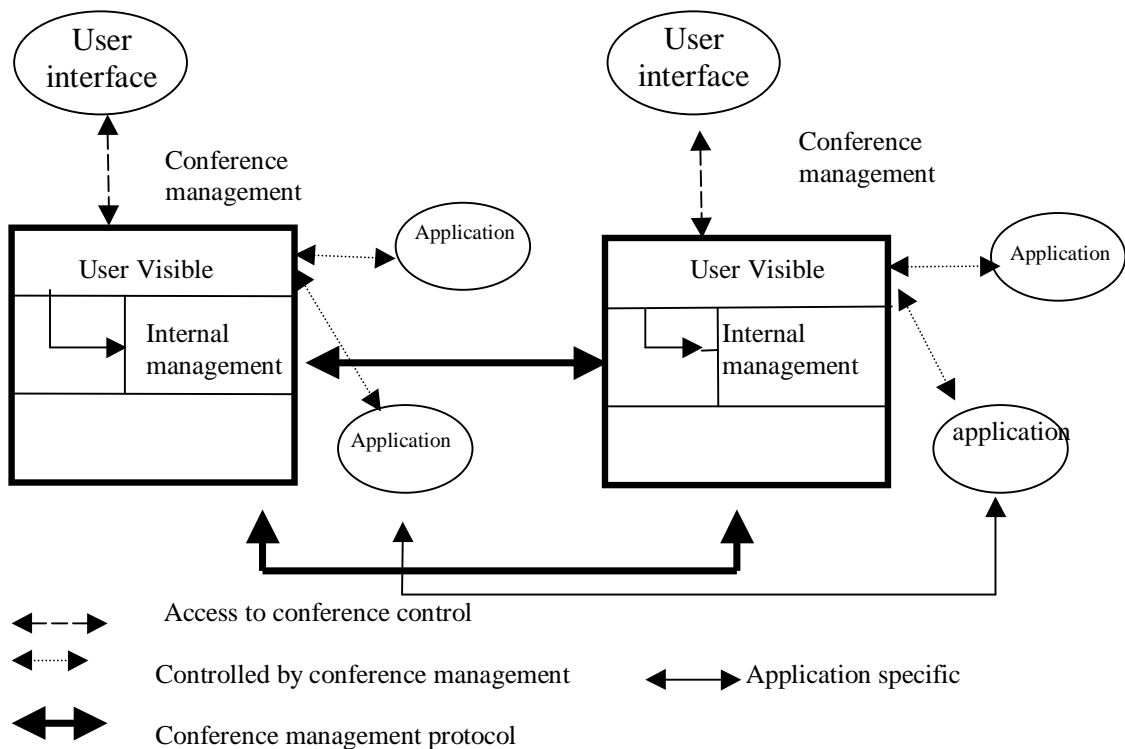 User
interface
User
interface
Conference
management
Conference
management
Application
Application
User Visible
User Visible
Internal
management
Internal
management
Application
application
Access to conference control
Controlled by conference management
Application specific
Conference management protocol